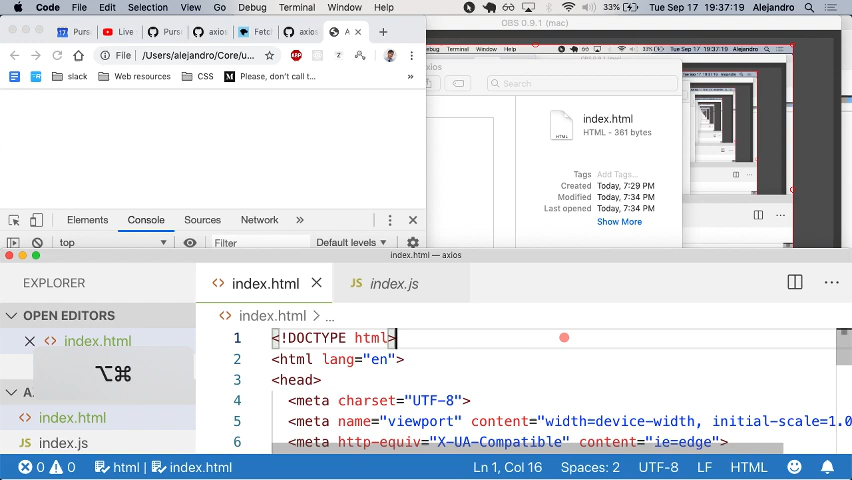 Code File Edit Selection View Go Debug Terminal Window Help 33% Tue Sep 17 7:37:19 Alejandro
Purs Live Purs axios Fetcl axios A
File /Users/alejandro/Core/u...
slack Web resources CSS Please, don't call t... »
Elements Console Sources Network »
top Filter Default levels
OBS 0.9.1 (mac)
axios
Search
index.html
HTML - 361 bytes
HTML
Tags Add Tags...
Created Today, 7:29 PM
Modified Today, 7:34 PM
Last opened Today, 7:34 PM
Show More
index.html — axios
EXPLORER
index.html
JS index.js
OPEN EDITORS
index.html
index.html ...
⌥⌘
index.html
JS index.js
1 <!DOCTYPE html>
2 <html lang="en">
3 <head>
4 <meta charset="UTF-8">
5 <meta name="viewport" content="width=device-width, initial-scale=1.0
6 <meta http-equiv="X-UA-Compatible" content="ie=edge">
0 0 html index.html Ln 1, Col 16 Spaces: 2 UTF-8 LF HTML